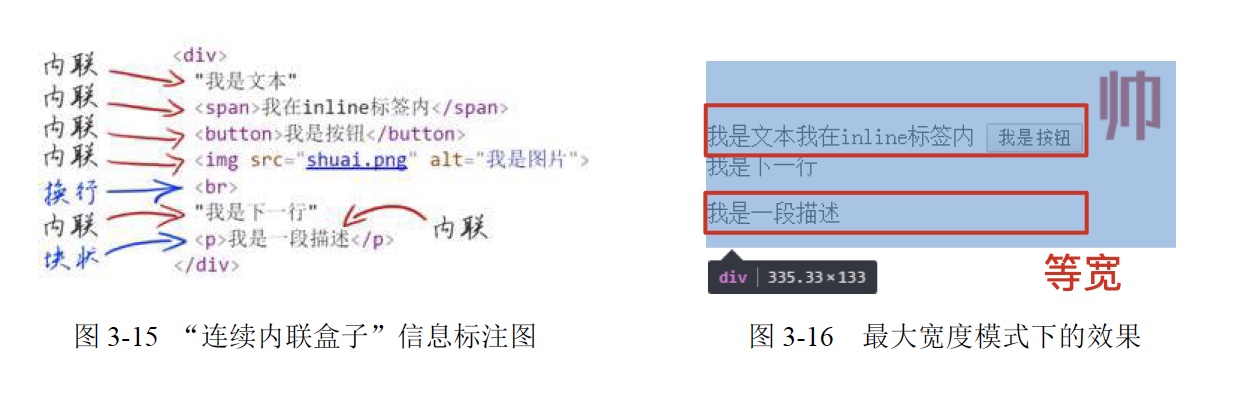 内联
内联
内联
内联
换行
内联
块状
<div>
"我是文本"
<span>我在inline标签内</span>
<button>我是按钮</button>
<img src="shuai.png" alt="我是图片">
<br>
"我是下一行"
<p>我是一段描述</p>
内联
</div>
图 3-15 “连续内联盒子”信息标注图
帅
我是文本我在inline标签内 我是按钮
我是下一行
我是一段描述
div 335.33×133
等宽
图 3-16 最大宽度模式下的效果